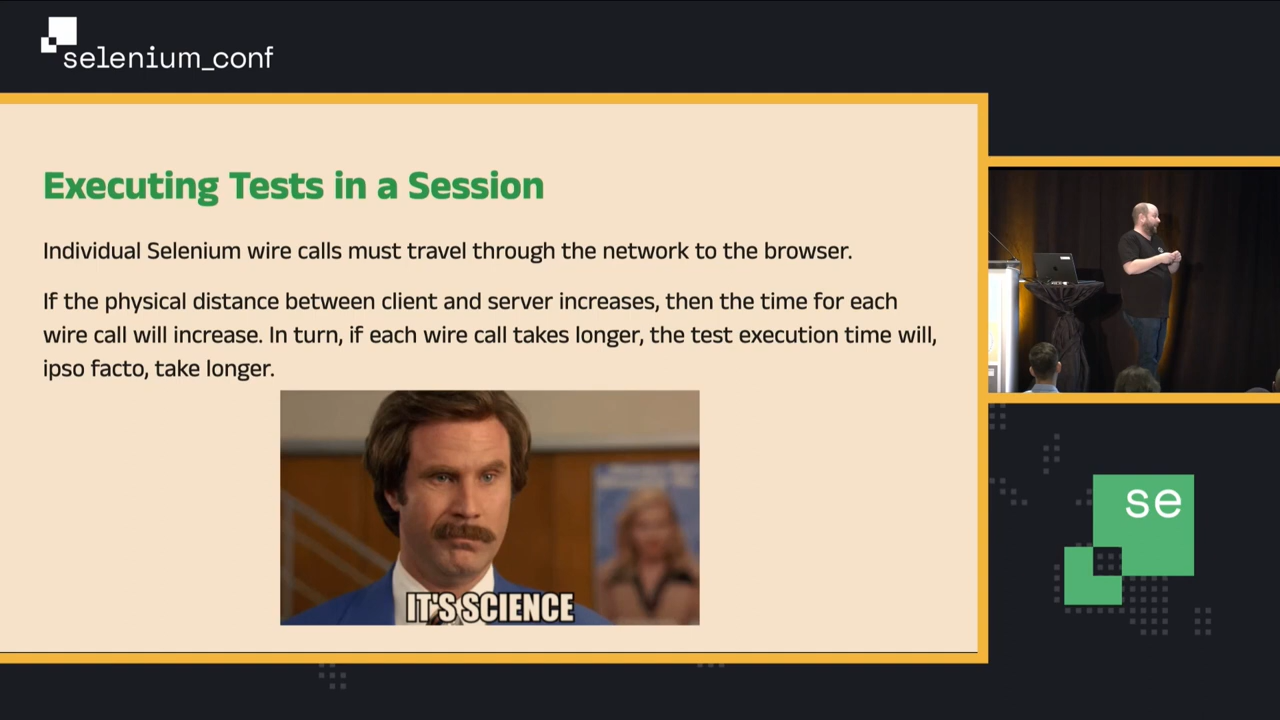 selenium_conf
Executing Tests in a Session
Individual Selenium wire calls must travel through the network to the browser.
If the physical distance between client and server increases, then the time for each
wire call will increase. In turn, if each wire call takes longer, the test execution time will,
ipso facto, take longer.
IT'S SCIENCE
se